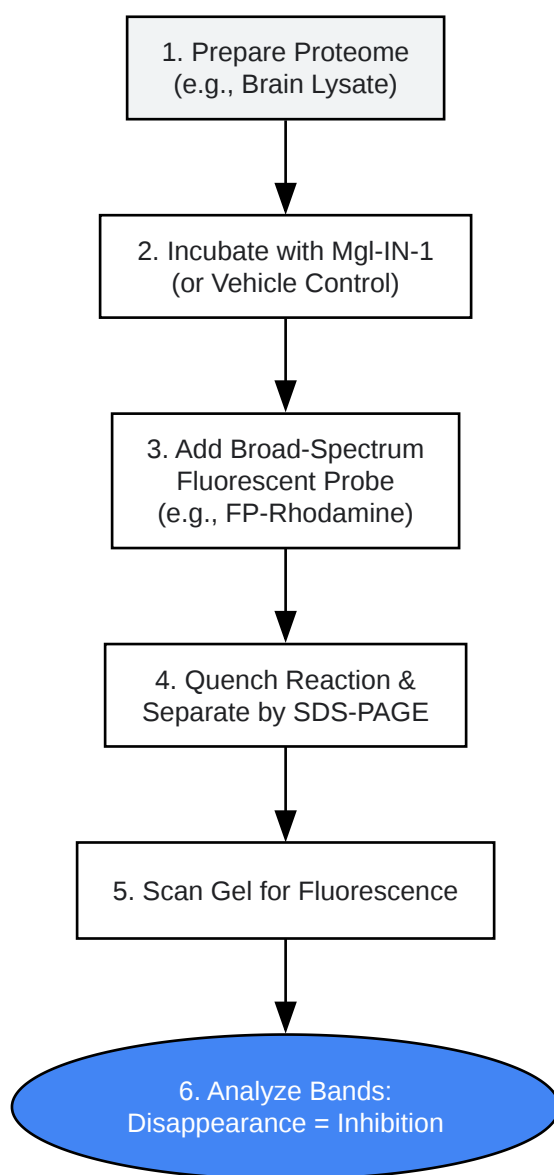 1. Prepare Proteome
(e.g., Brain Lysate)
2. Incubate with Mgl-IN-1
(or Vehicle Control)
3. Add Broad-Spectrum
Fluorescent Probe
(e.g., FP-Rhodamine)
4. Quench Reaction &
Separate by SDS-PAGE
5. Scan Gel for Fluorescence
6. Analyze Bands:
Disappearance = Inhibition